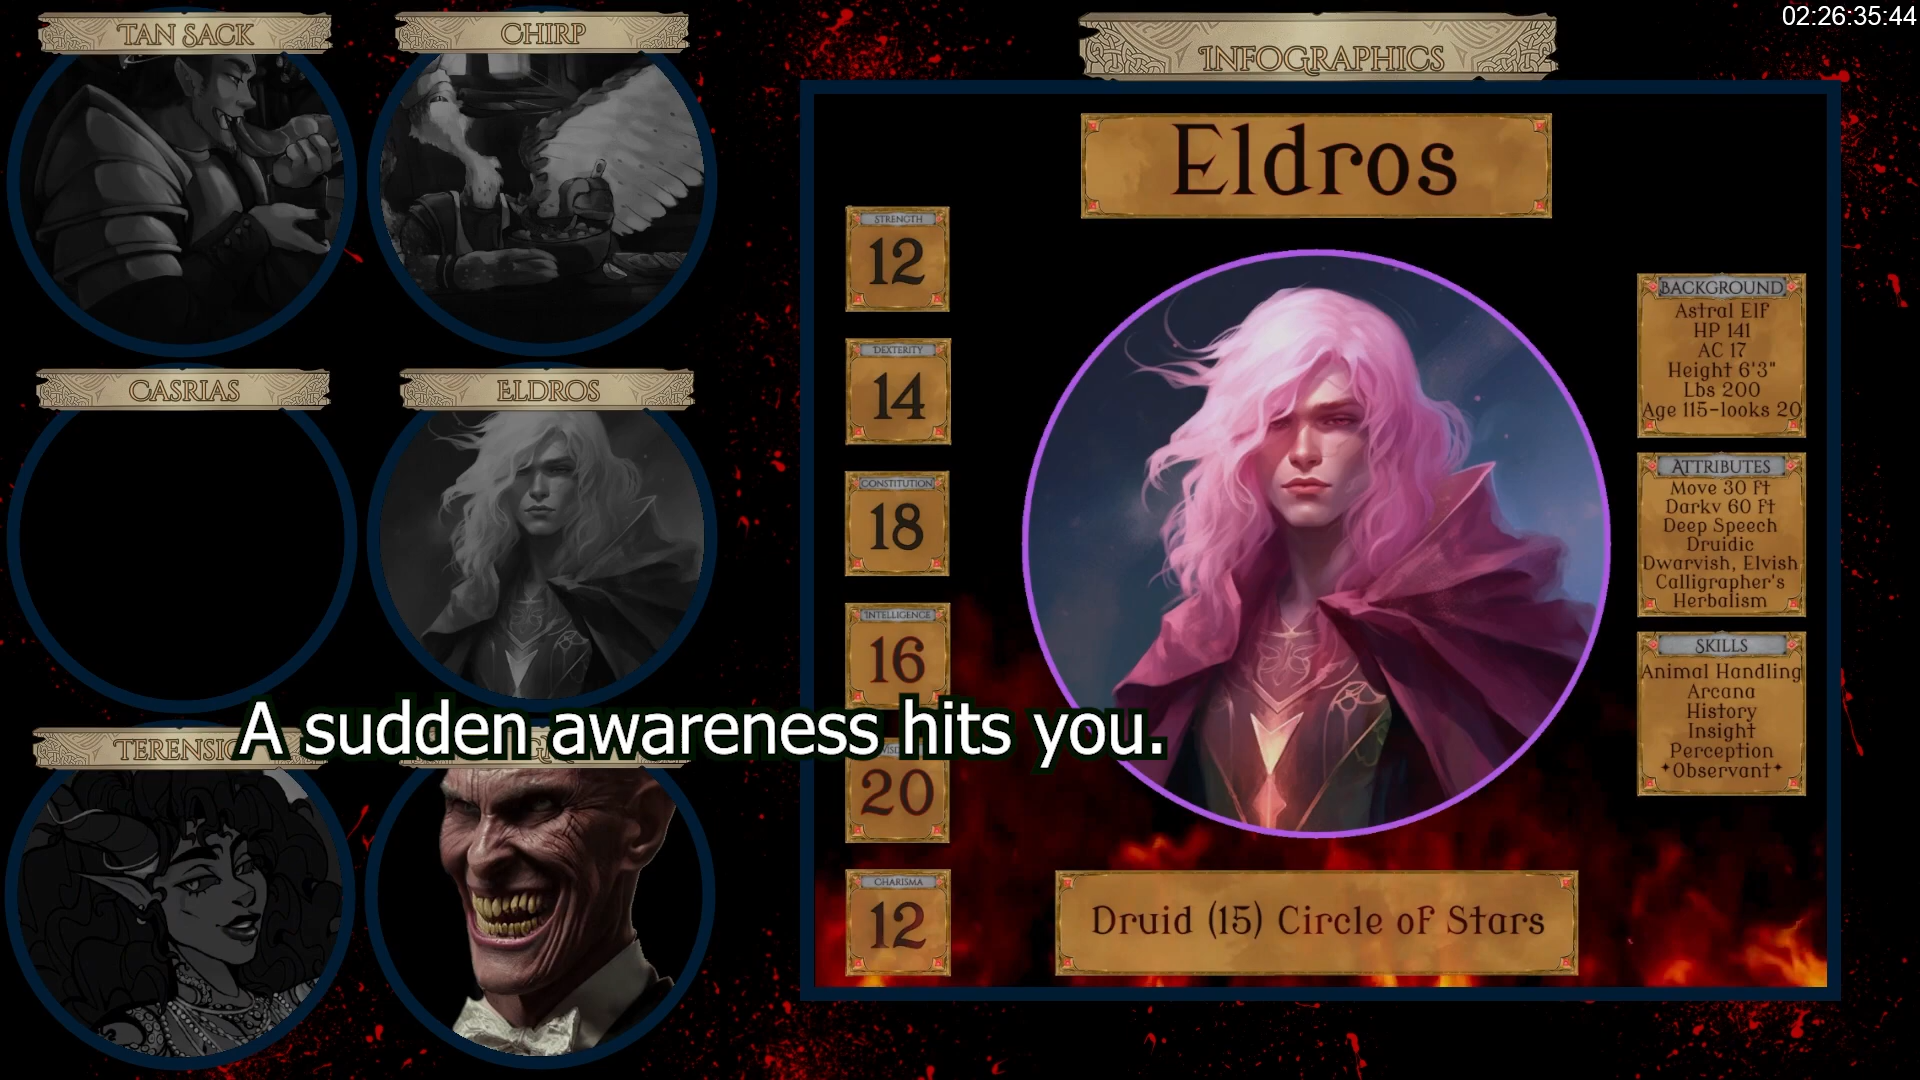 02:26:35:44
TAN SACK
CHIRP
INFOGRAPHICS
Eldros
STRENGTH
12
DEXTERITY
14
CONSTITUTION
18
INTELLIGENCE
16
20
CHARISMA
12
BACKGROUND
Astral Elf
HP 141
AC 17
Height 6'3"
Lbs 200
Age 115-looks 20
ATTRIBUTES
Move 30 ft
Darkv 60 ft
Deep Speech
Druidic
Dwarvish, Elvish
Calligrapher's
Herbalism
SKILLS
Animal Handling
Arcana
History
Insight
Perception
*Observant*
CASRIAS
ELDROS
A sudden awareness hits you.
Druid (15) Circle of Stars